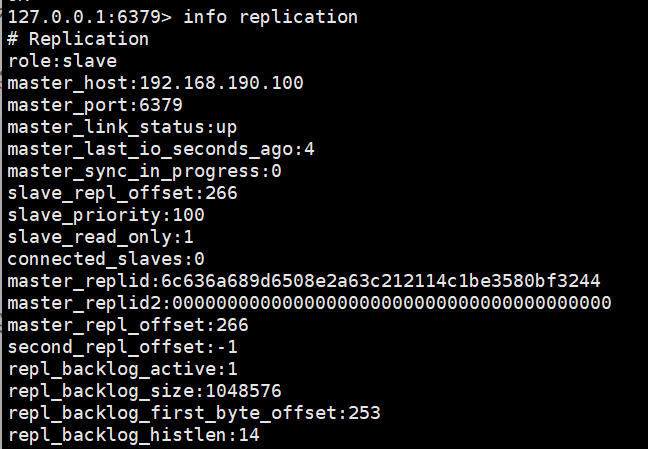 127.0.0.1:6379> info replication
# Replication
role:slave
master_host:192.168.190.100
master_port:6379
master_link_status:up
master_last_io_seconds_ago:4
master_sync_in_progress:0
slave_repl_offset:266
slave_priority:100
slave_read_only:1
connected_slaves:0
master_replid:6c636a689d6508e2a63c212114c1be3580bf3244
master_replid2:0000000000000000000000000000000000000000
master_repl_offset:266
second_repl_offset:-1
repl_backlog_active:1
repl_backlog_size:1048576
repl_backlog_first_byte_offset:253
repl_backlog_histlen:14